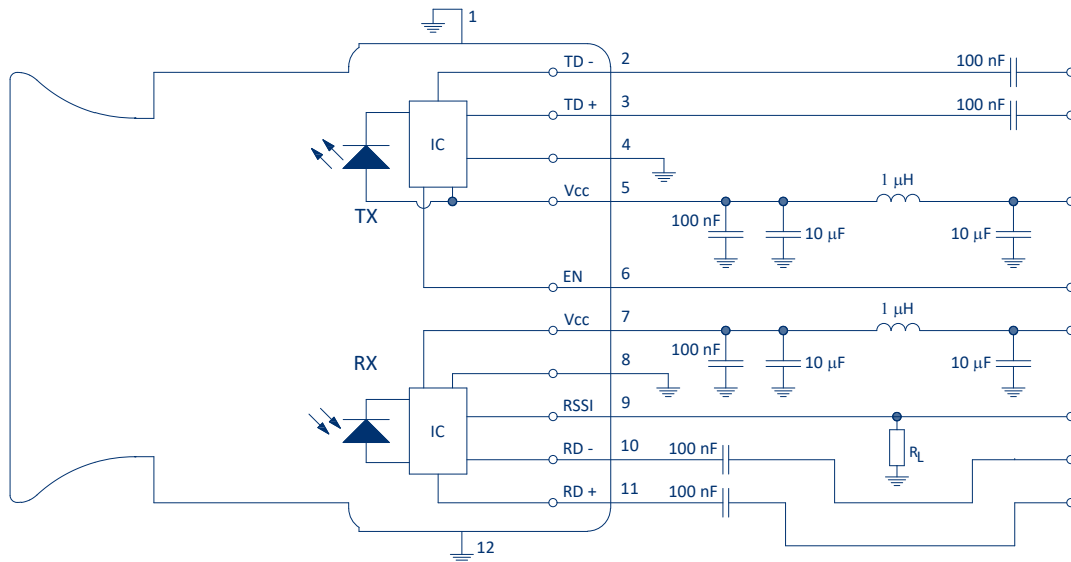 1
TD - 2 100 nF
TD + 3 100 nF
IC
4
TX
Vcc 5 1 μH
100 nF 10 μF 10 μF
EN 6
Vcc 7 1 μH
RX
100 nF 10 μF 10 μF
8
RSSI 9
IC
RD - 10 100 nF
RL
RD + 11 100 nF
12